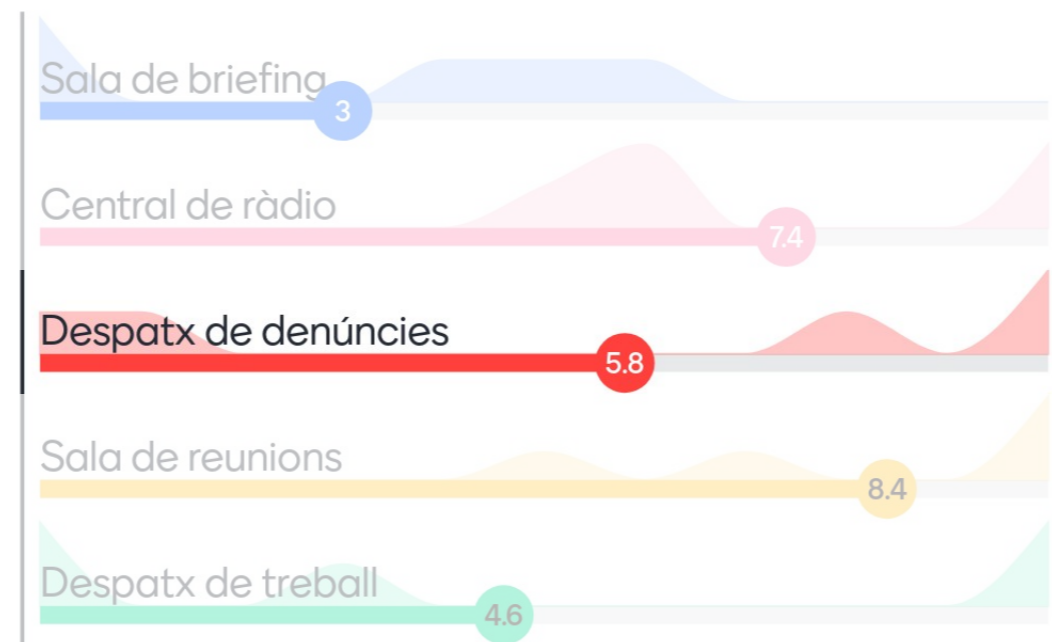 Sala de briefing
3
Central de ràdio
7.4
Despatx de denúncies
5.8
Sala de reunions
8.4
Despatx de treball
4.6